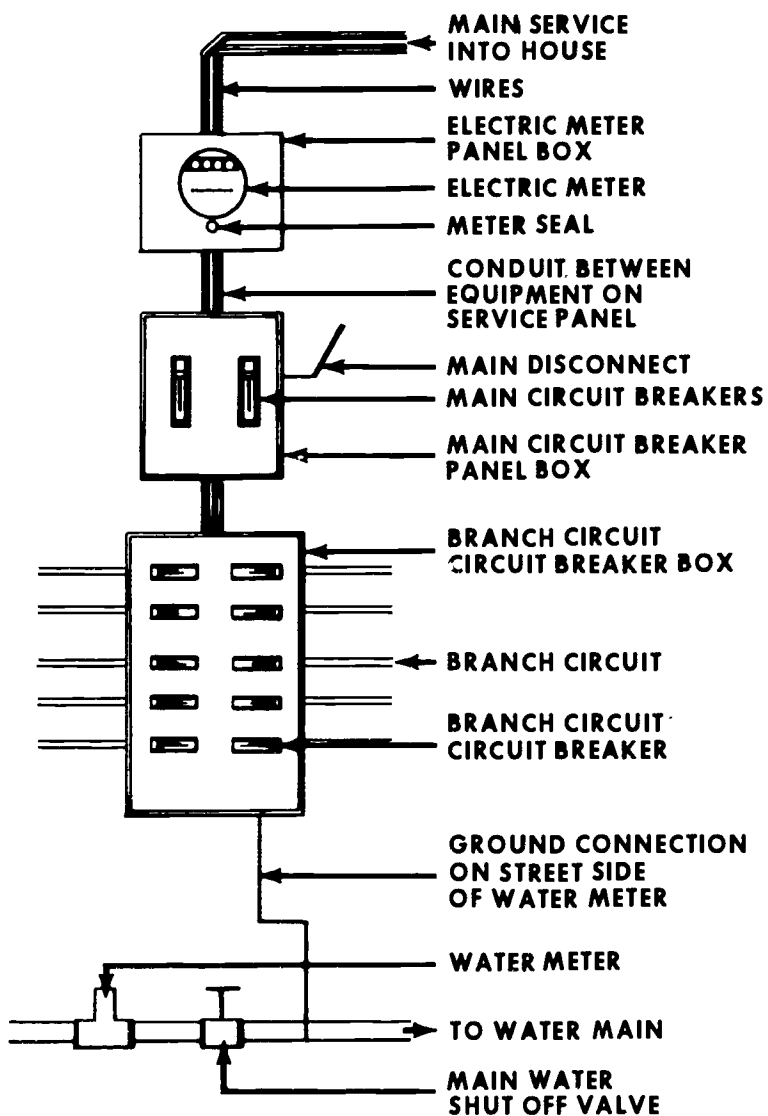 MAIN SERVICE
INTO HOUSE
WIRES
ELECTRIC METER
PANEL BOX
ELECTRIC METER
METER SEAL
CONDUIT BETWEEN
EQUIPMENT ON
SERVICE PANEL
MAIN DISCONNECT
MAIN CIRCUIT BREAKERS
MAIN CIRCUIT BREAKER
PANEL BOX
BRANCH CIRCUIT
CIRCUIT BREAKER BOX
BRANCH CIRCUIT
BRANCH CIRCUIT
CIRCUIT BREAKER
GROUND CONNECTION
ON STREET SIDE
OF WATER METER
WATER METER
TO WATER MAIN
MAIN WATER
SHUT OFF VALVE